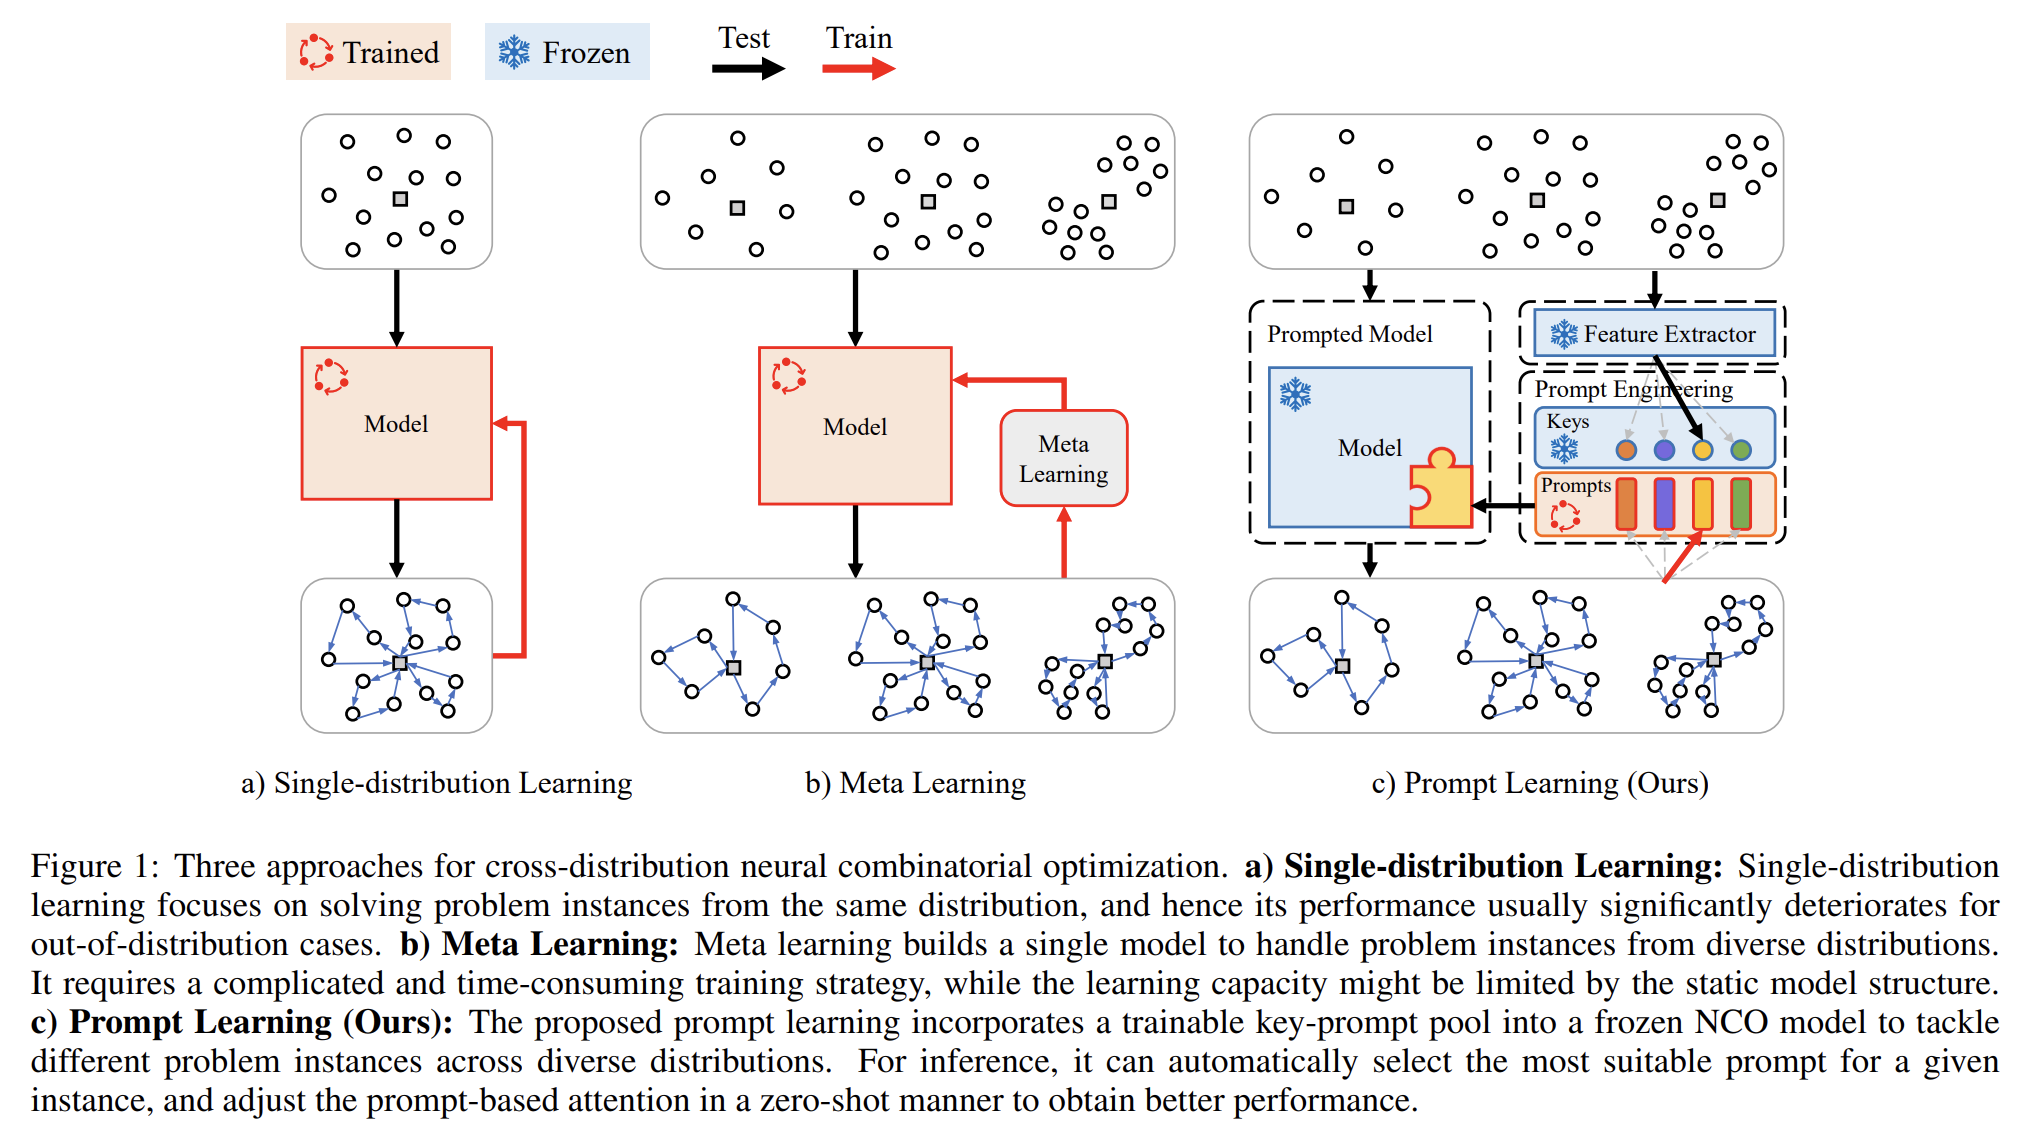 Trained
Frozen
Test
Train
Model
Model
Meta
Learning
Prompted Model
Model
Feature Extractor
Prompt Engineering
Keys
Prompts
a) Single-distribution Learning
b) Meta Learning
c) Prompt Learning (Ours)
Figure 1: Three approaches for cross-distribution neural combinatorial optimization. a) Single-distribution Learning: Single-distribution
learning focuses on solving problem instances from the same distribution, and hence its performance usually significantly deteriorates for
out-of-distribution cases. b) Meta Learning: Meta learning builds a single model to handle problem instances from diverse distributions.
It requires a complicated and time-consuming training strategy, while the learning capacity might be limited by the static model structure.
c) Prompt Learning (Ours): The proposed prompt learning incorporates a trainable key-prompt pool into a frozen NCO model to tackle
different problem instances across diverse distributions. For inference, it can automatically select the most suitable prompt for a given
instance, and adjust the prompt-based attention in a zero-shot manner to obtain better performance.